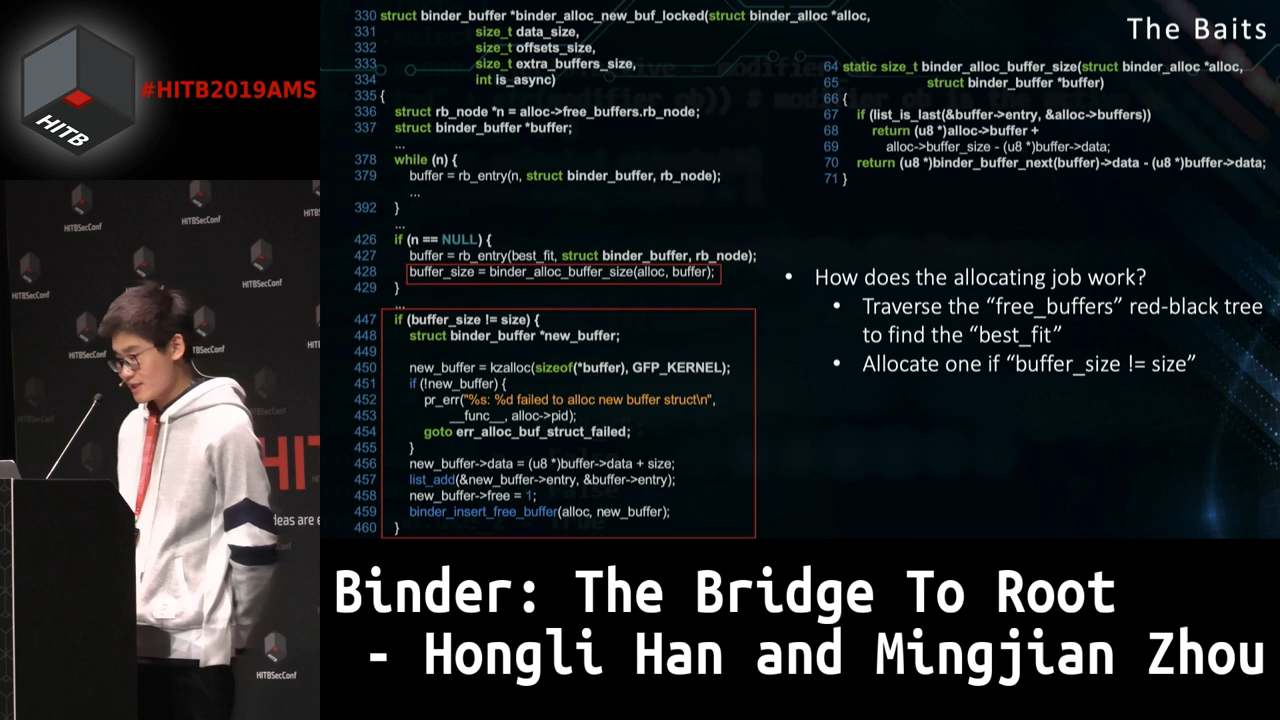 HITB
#HITB2019AMS
The Baits
330 struct binder_buffer *binder_alloc_new_buf_locked(struct binder_alloc *alloc,
331 size_t data_size,
332 size_t offsets_size,
333 size_t extra_buffers_size,
334 int is_async)
335 {
336 struct rb_node *n = alloc->free_buffers.rb_node;
337 struct binder_buffer *buffer;
...
378 while (n) {
379 buffer = rb_entry(n, struct binder_buffer, rb_node);
...
392 }
...
426 if (n == NULL) {
427 buffer = rb_entry(best_fit, struct binder_buffer, rb_node);
428 buffer_size = binder_alloc_buffer_size(alloc, buffer);
429 }
...
447 if (buffer_size != size) {
448 struct binder_buffer *new_buffer;
449
450 new_buffer = kzalloc(sizeof(*buffer), GFP_KERNEL);
451 if (!new_buffer) {
452 pr_err("%s: %d failed to alloc new buffer struct\n",
453 __func__, alloc->pid);
454 goto err_alloc_buf_struct_failed;
455 }
456 new_buffer->data = (u8 *)buffer->data + size;
457 list_add(&new_buffer->entry, &buffer->entry);
458 new_buffer->free = 1;
459 binder_insert_free_buffer(alloc, new_buffer);
460 }
64 static size_t binder_alloc_buffer_size(struct binder_alloc *alloc,
65 struct binder_buffer *buffer)
66 {
67 if (list_is_last(&buffer->entry, &alloc->buffers))
68 return (u8 *)alloc->buffer +
69 alloc->buffer_size - (u8 *)buffer->data;
70 return (u8 *)binder_buffer_next(buffer)->data - (u8 *)buffer->data;
71 }
• How does the allocating job work?
• Traverse the “free_buffers” red-black tree
to find the “best_fit”
• Allocate one if “buffer_size != size”
HITBSecConf
HITBSecConf
HITBSecConf
HITBSecConf
HITBSecConf
HITBSecConf
Binder: The Bridge To Root
- Hongli Han and Mingjian Zhou